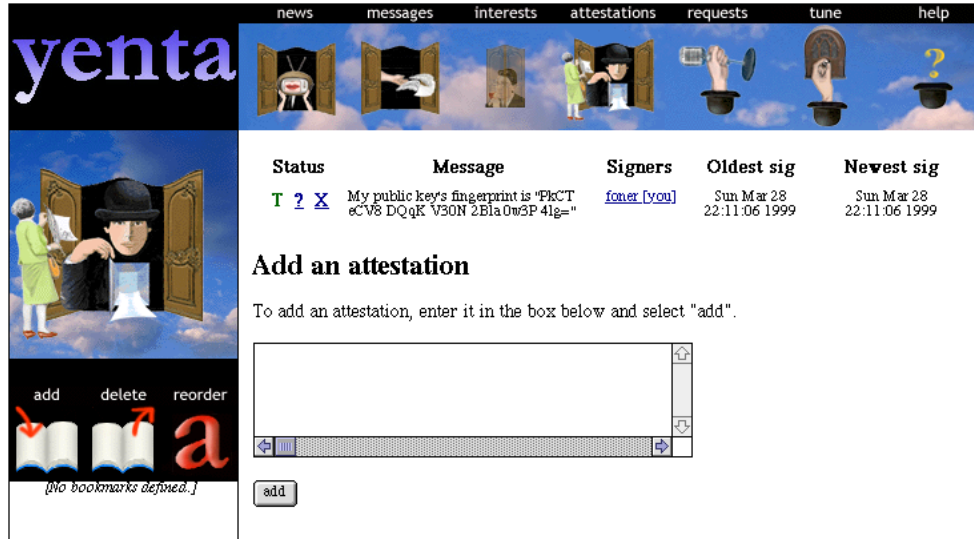 yenta
news messages interests attestations requests tune help
Status Message Signers Oldest sig Newest sig
T ? X My public key's fingerprint is "PkCT foner [you] Sun Mar 28 Sun Mar 28
eCV8 DQqK V30N 2Bla0w3P 4lg=" 22:11:06 1999 22:11:06 1999
Add an attestation
To add an attestation, enter it in the box below and select "add".
add
add delete reorder
a
[No bookmarks defined.]